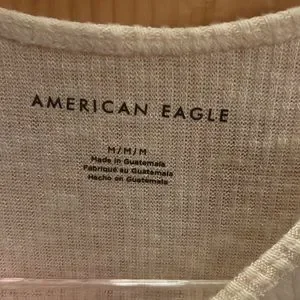 AMERICAN EAGLE
M/M/M
Made in Guatemala
Fabriqué au Guatemala
Hecho en Guatemala